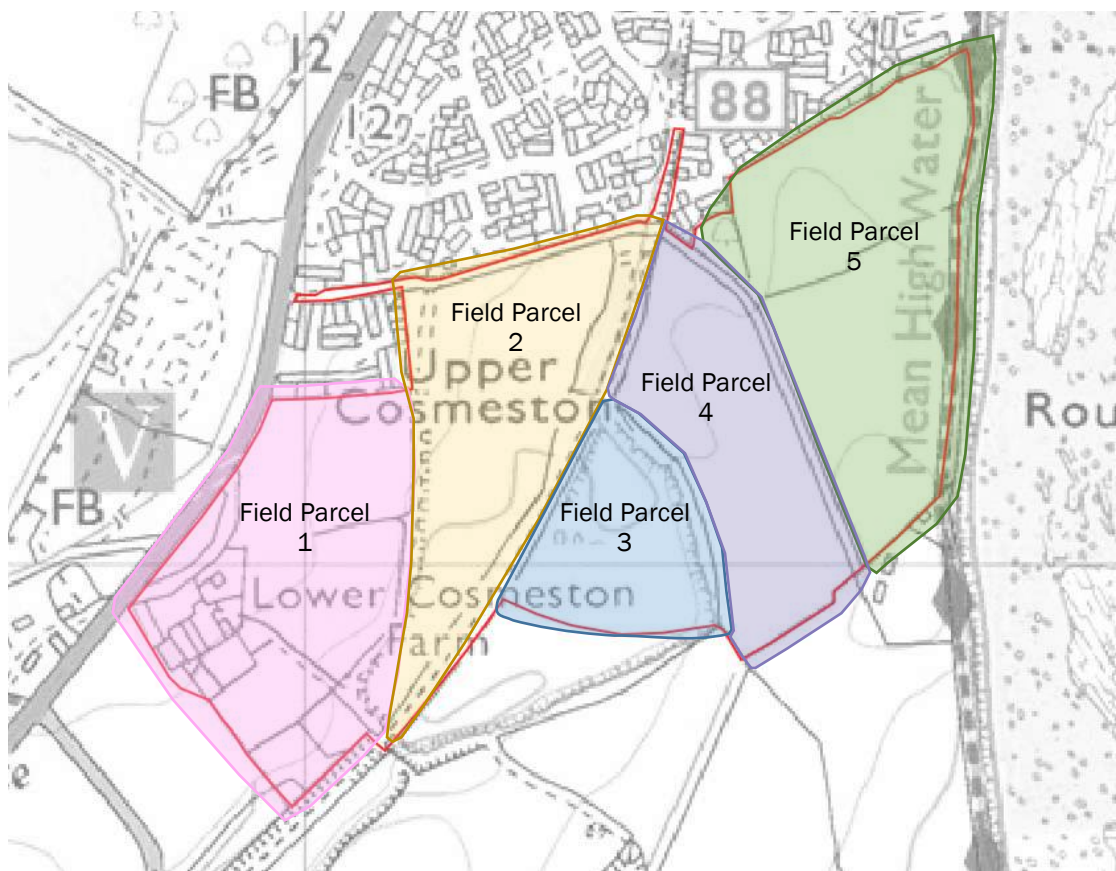 12
FB
12
88
Field Parcel
5
Field Parcel
2
Upper
Cosmeston
Field Parcel
4
Mean High Water
Rou
V
FB
Field Parcel
1
Field Parcel
3
Lower Cosmeston
Farm
e